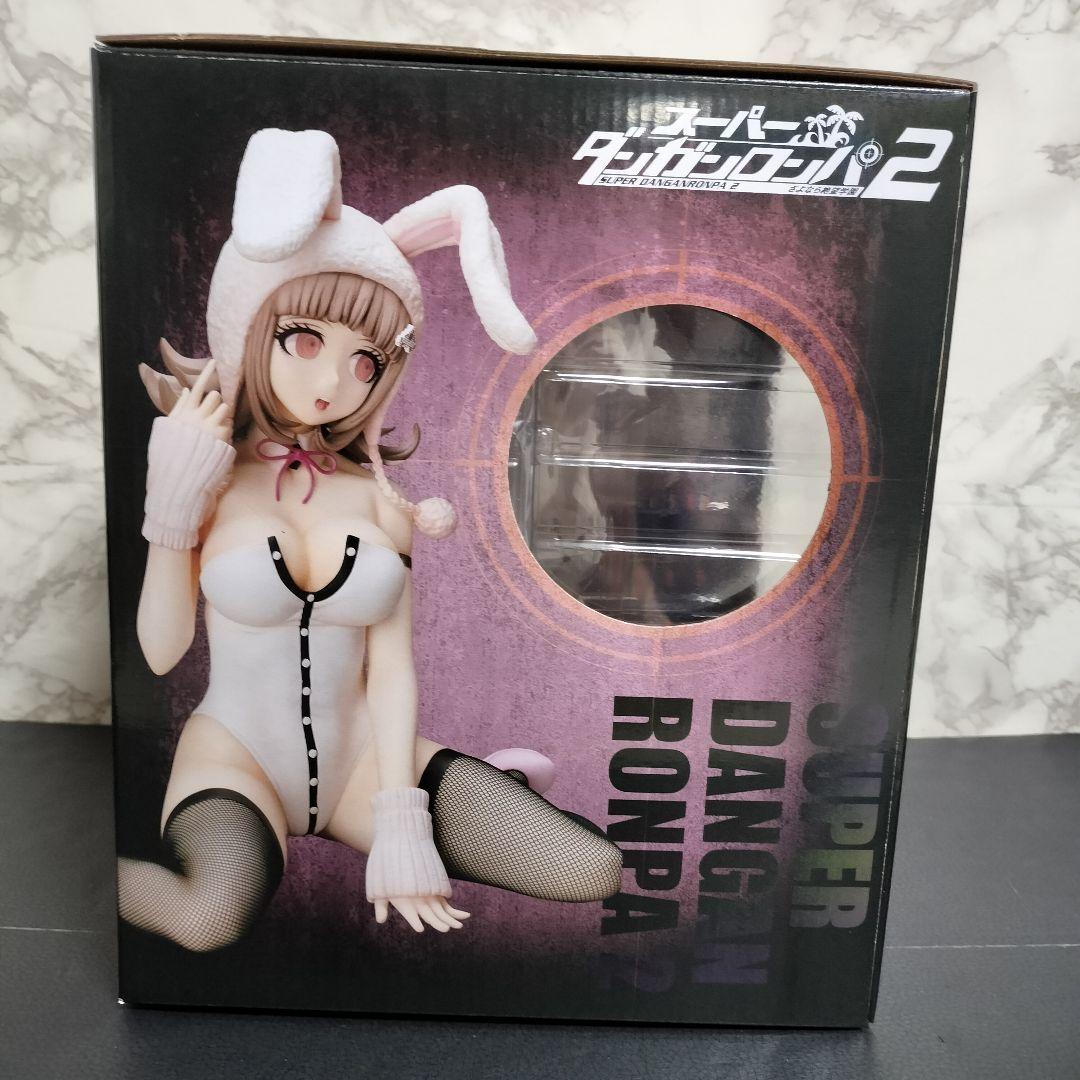 スーパー
ダンガンロンパ2
SUPER DANGANRONPA 2
さよなら絶望学園
SUPER
DANGAN
RONPA 2